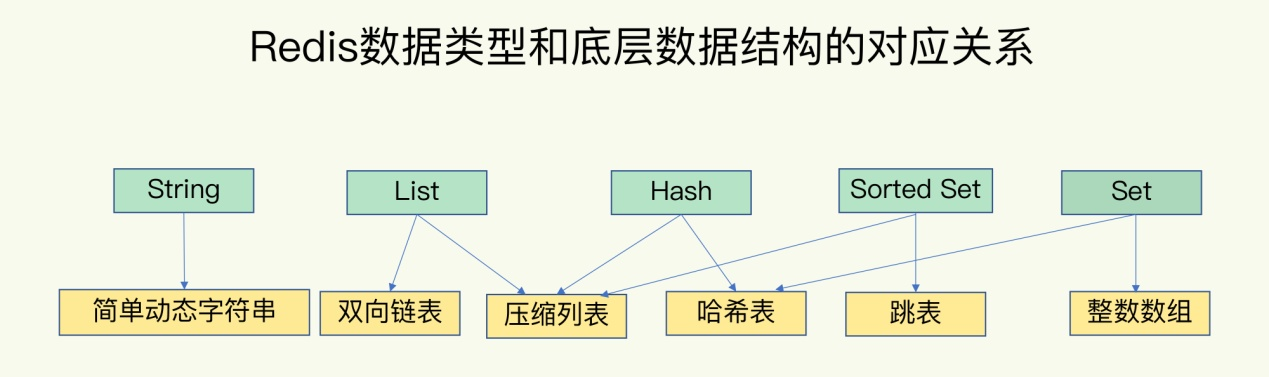 Redis数据类型和底层数据结构的对应关系
String
List
Hash
Sorted Set
Set
简单动态字符串
双向链表
压缩列表
哈希表
跳表
整数数组